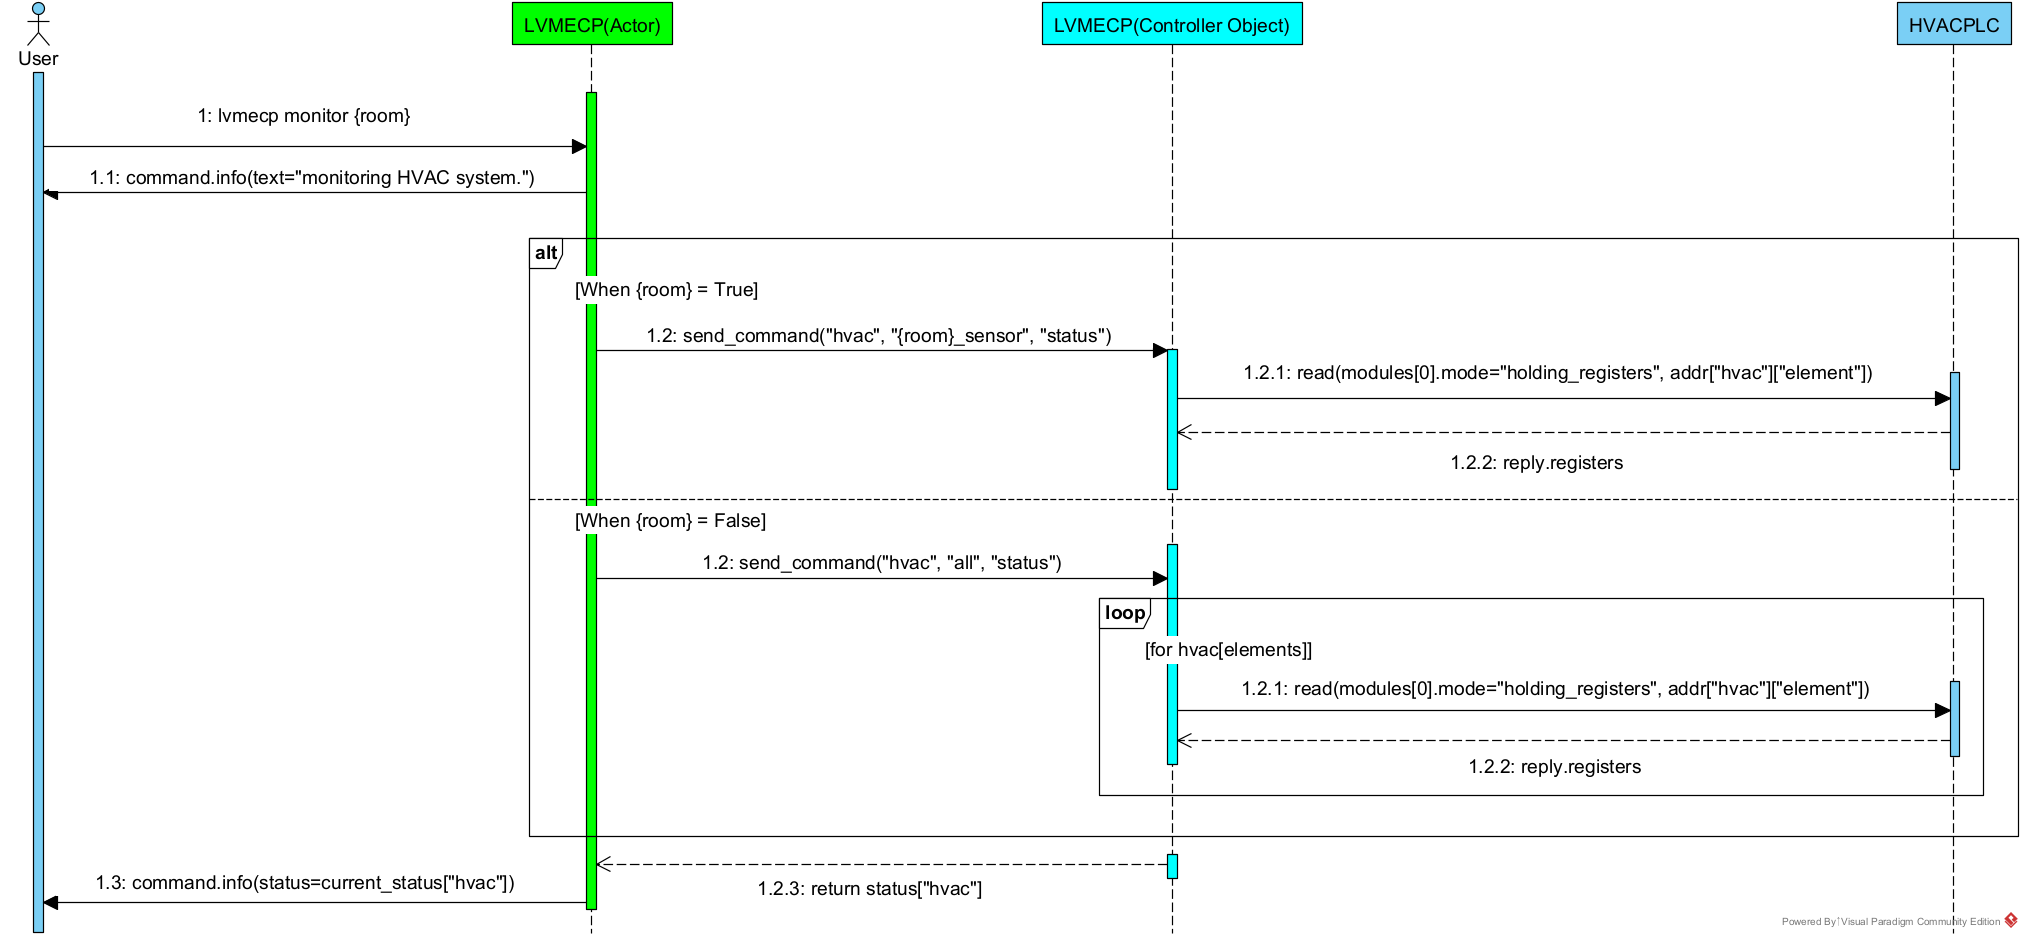 User
LVMECP(Actor)
LVMECP(Controller Object)
HVACPLC
1: lvmecp monitor {room}
1.1: command.info(text="monitoring HVAC system.")
alt
[When {room} = True]
1.2: send_command("hvac", "{room}_sensor", "status")
1.2.1: read(modules[0].mode="holding_registers", addr["hvac"]["element"])
1.2.2: reply.registers
[When {room} = False]
1.2: send_command("hvac", "all", "status")
loop
[for hvac[elements]]
1.2.1: read(modules[0].mode="holding_registers", addr["hvac"]["element"])
1.2.2: reply.registers
1.2.3: return status["hvac"]
1.3: command.info(status=current_status["hvac"])
Powered By Visual Paradigm Community Edition